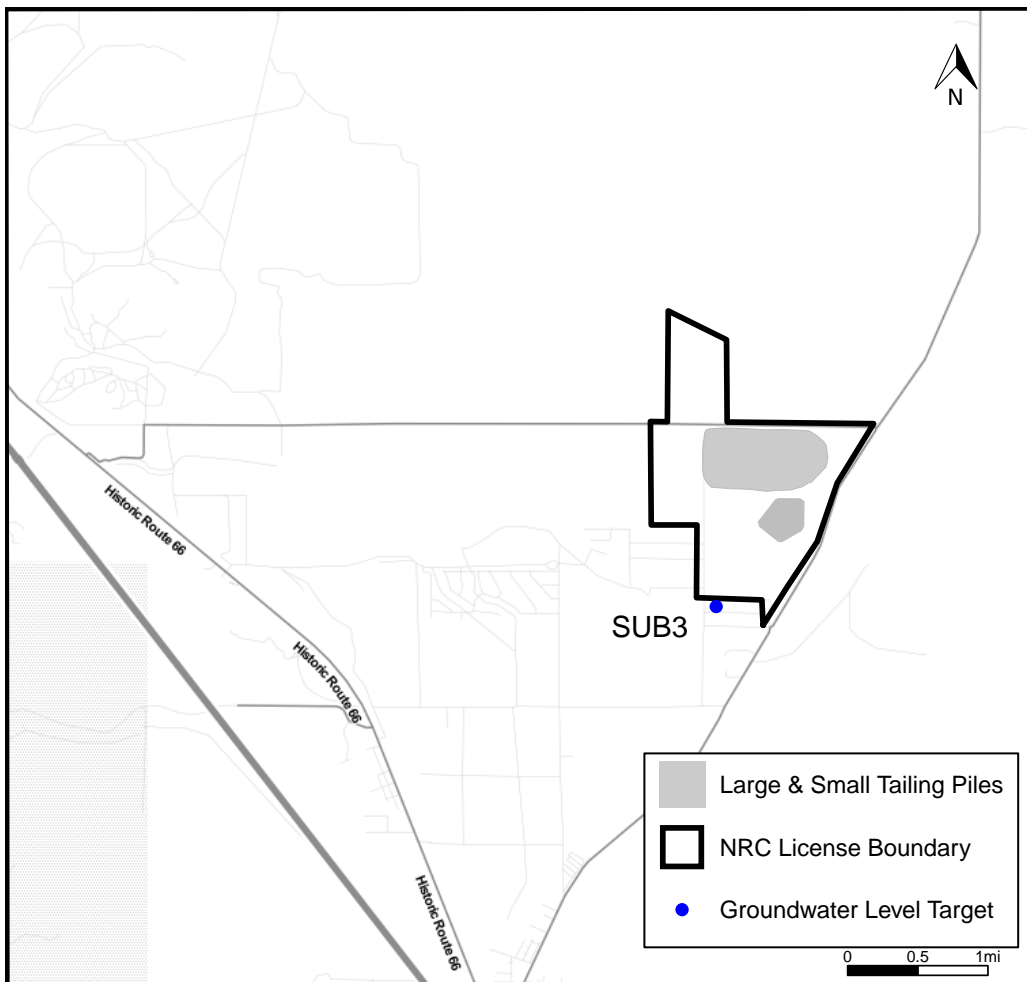 N
Historic Route 66
SUB3
Historic Route 66
Large & Small Tailing Piles
NRC License Boundary
Historic Route 66
Groundwater Level Target
0 0.5 1mi